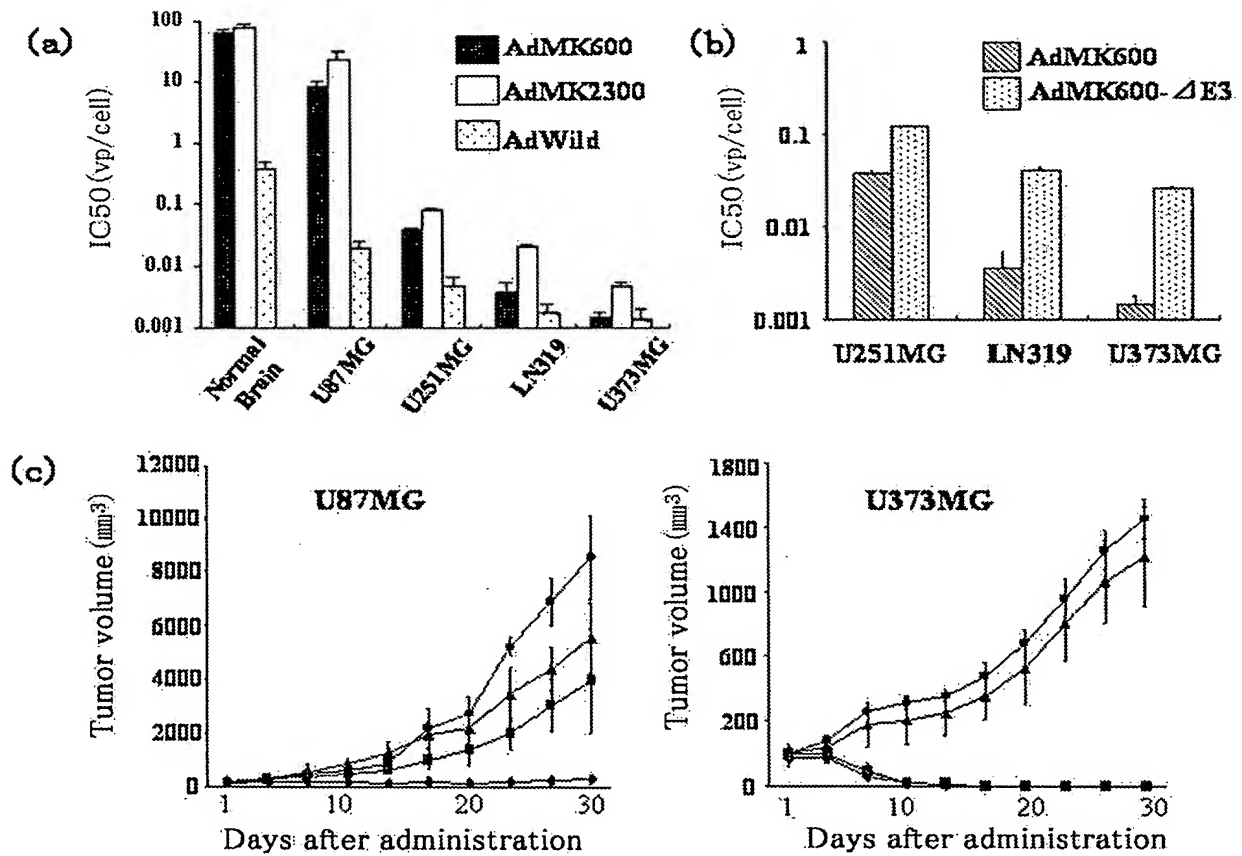 (a)
IC50 (vp/cell)
100
10
1
0.1
0.01
0.001
AdMK600
AdMK2300
AdWild
Normal Brain
U87MG
U251MG
LN319
U373MG
(b)
IC50 (vp/cell)
1
0.1
0.01
0.001
AdMK600
AdMK600-⊿E3
U251MG LN319 U373MG
(c)
Tumor volume (mm³)
12000
10000
8000
6000
4000
2000
0
U87MG
1 10 20 30
Days after administration
Tumor volume (mm³)
1800
1400
1000
600
200
0
U373MG
1 10 20 30
Days after administration